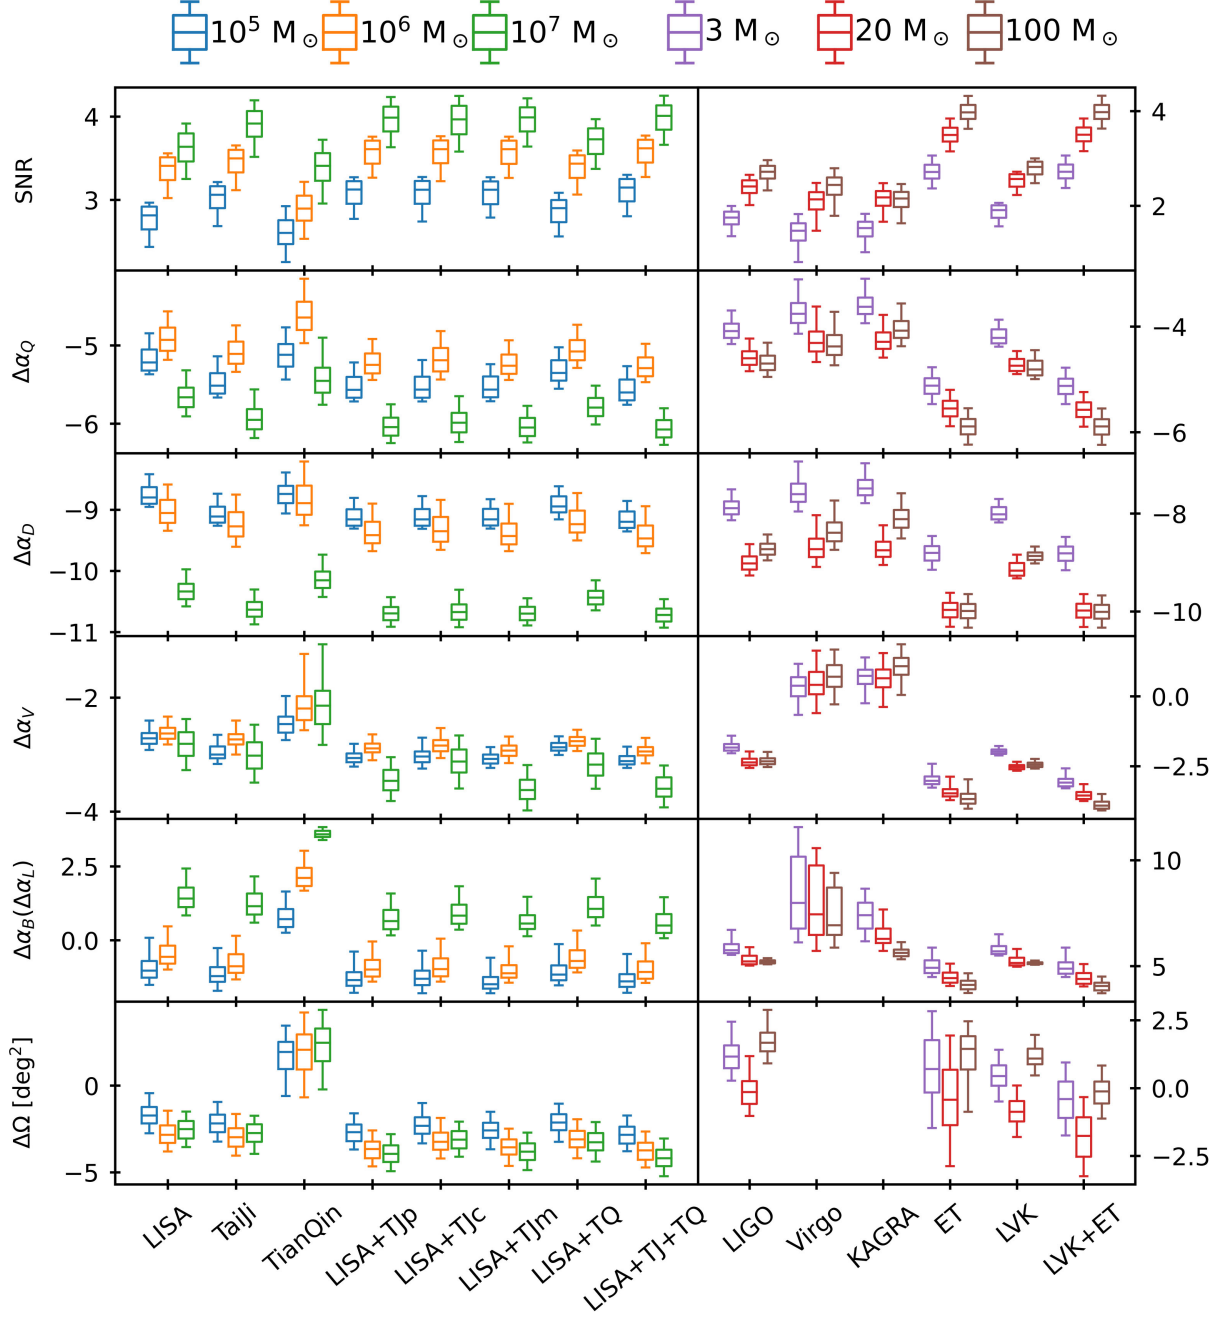 10⁵ M⊙ 10⁶ M⊙ 10⁷ M⊙ 3 M⊙ 20 M⊙ 100 M⊙
SNR
4
3
4
2
Δα_Q
−5
−6
−4
−6
Δα_D
−9
−10
−11
−8
−10
Δα_V
−2
−4
0.0
−2.5
Δα_B(Δα_L)
2.5
0.0
10
5
ΔΩ [deg²]
0
−5
2.5
0.0
−2.5
LISA
TaiJi
TianQin
LISA+TJp
LISA+TJc
LISA+TJm
LISA+TQ
LISA+TJ+TQ
LIGO
Virgo
KAGRA
ET
LVK
LVK+ET